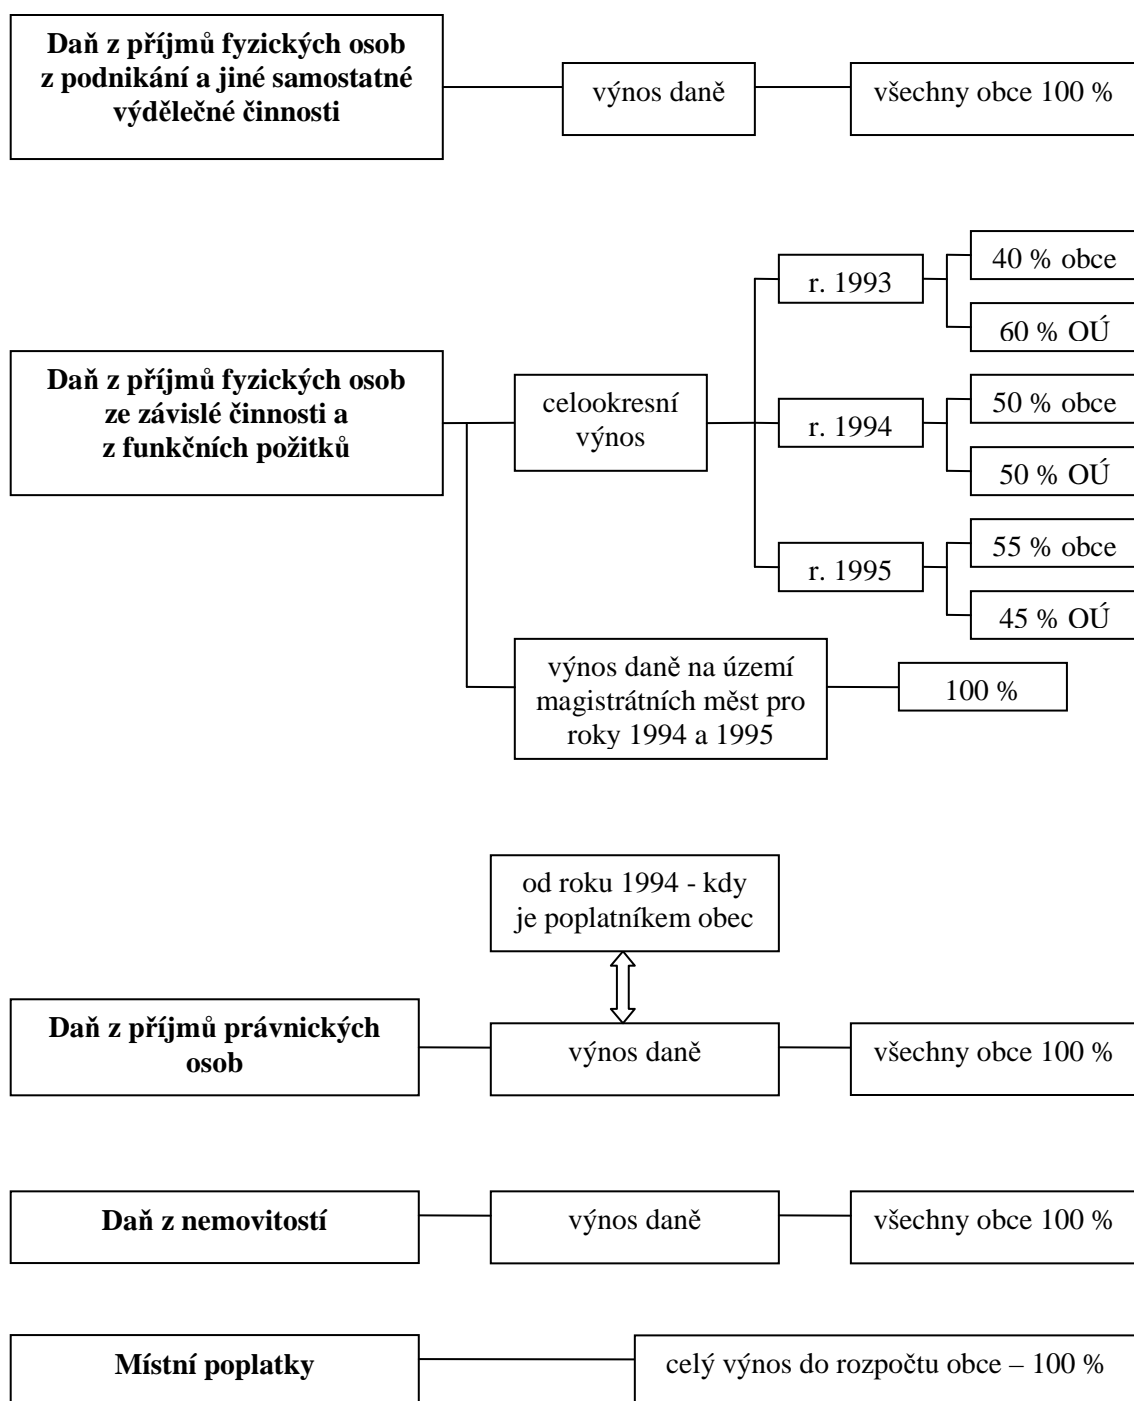 Daň z příjmů fyzických osob
z podnikání a jiné samostatné
výdělečné činnosti
výnos daně
všechny obce 100 %
Daň z příjmů fyzických osob
ze závislé činnosti a
z funkčních požitků
celookresní
výnos
r. 1993
40 % obce
60 % OÚ
r. 1994
50 % obce
50 % OÚ
r. 1995
55 % obce
45 % OÚ
výnos daně na území
magistrátních měst pro
roky 1994 a 1995
100 %
od roku 1994 - kdy
je poplatníkem obec
Daň z příjmů právnických
osob
výnos daně
všechny obce 100 %
Daň z nemovitostí
výnos daně
všechny obce 100 %
Místní poplatky
celý výnos do rozpočtu obce – 100 %